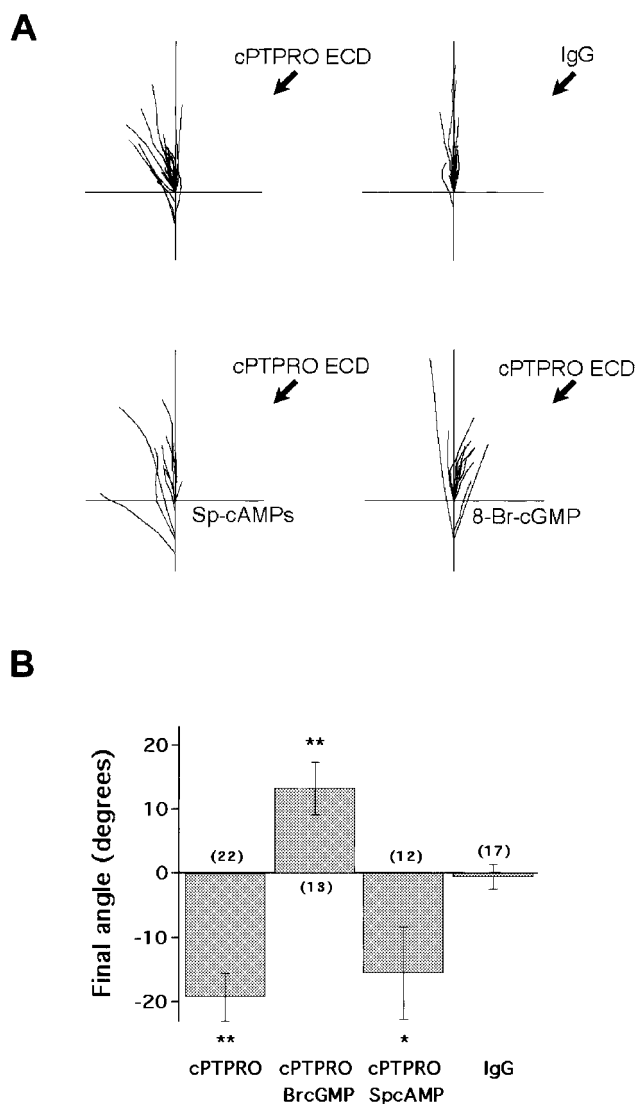 A
cPTPRO ECD
IgG
cPTPRO ECD
cPTPRO ECD
Sp-cAMPs
8-Br-cGMP
B
Final angle (degrees)
20
10
0
-10
-20
**
(22)
(13)
(12)
(17)
**
*
cPTPRO
cPTPRO
BrcGMP
cPTPRO
SpcAMP
IgG